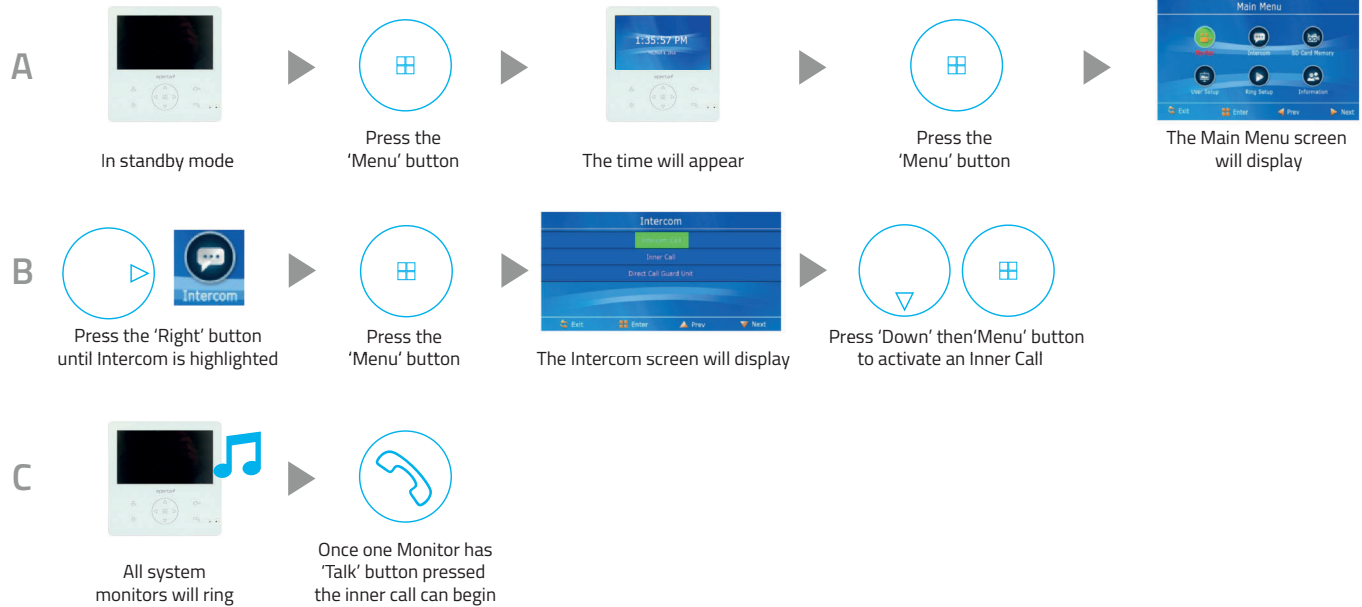 A
1:35:57 PM
Press the
'Menu' button
In standby mode
The time will appear
Press the
'Menu' button
Main Menu
Intercom
SD Card Memory
User Setup
Ring Setup
Information
Exit
Enter
Prev
Next
The Main Menu screen
will display
B
Intercom
Press the 'Right' button
until Intercom is highlighted
Press the
'Menu' button
Intercom
Intercom Call
Inner Call
Direct Call Guard Unit
Exit
Enter
Prev
Next
The Intercom screen will display
Press 'Down' then'Menu' button
to activate an Inner Call
C
All system
monitors will ring
Once one Monitor has
'Talk' button pressed
the inner call can begin